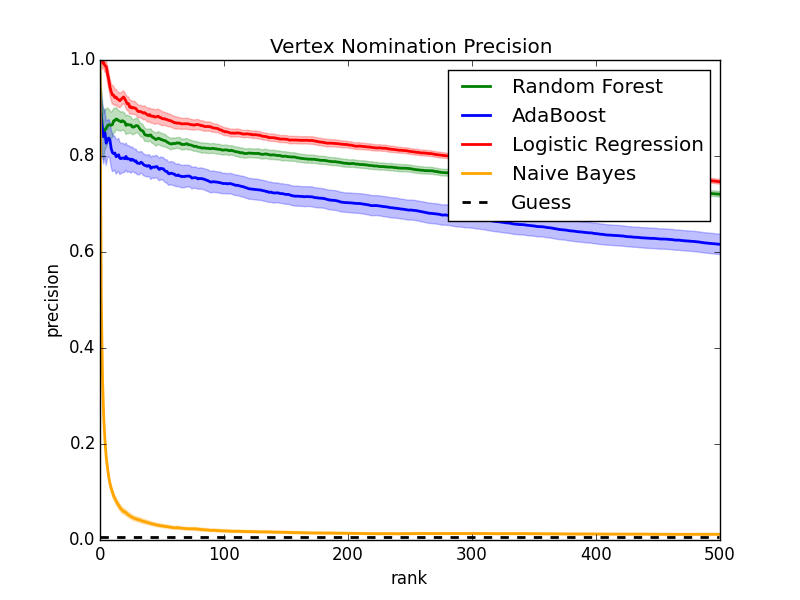 Vertex Nomination Precision
1.0
0.8
0.6
0.4
0.2
0.0
precision
Random Forest
AdaBoost
Logistic Regression
Naive Bayes
Guess
0 100 200 300 400 500
rank